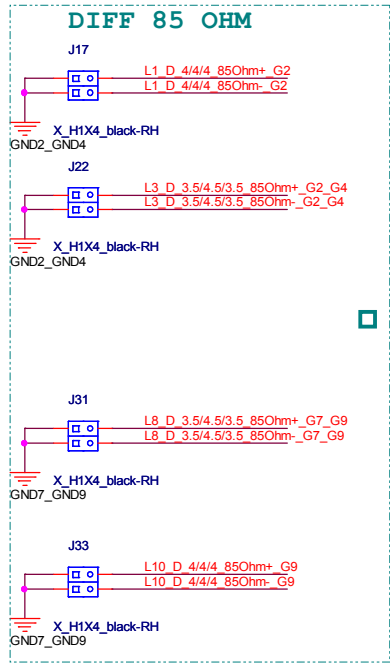 DIFF 85 OHM
J17
L1_D_4/4/4_85Ohm+_G2
L1_D_4/4/4_85Ohm-_G2
X_H1X4_black-RH
GND2_GND4
J22
L3_D_3.5/4.5/3.5_85Ohm+_G2_G4
L3_D_3.5/4.5/3.5_85Ohm-_G2_G4
X_H1X4_black-RH
GND2_GND4
J31
L8_D_3.5/4.5/3.5_85Ohm+_G7_G9
L8_D_3.5/4.5/3.5_85Ohm-_G7_G9
X_H1X4_black-RH
GND7_GND9
J33
L10_D_4/4/4_85Ohm+_G9
L10_D_4/4/4_85Ohm-_G9
X_H1X4_black-RH
GND7_GND9